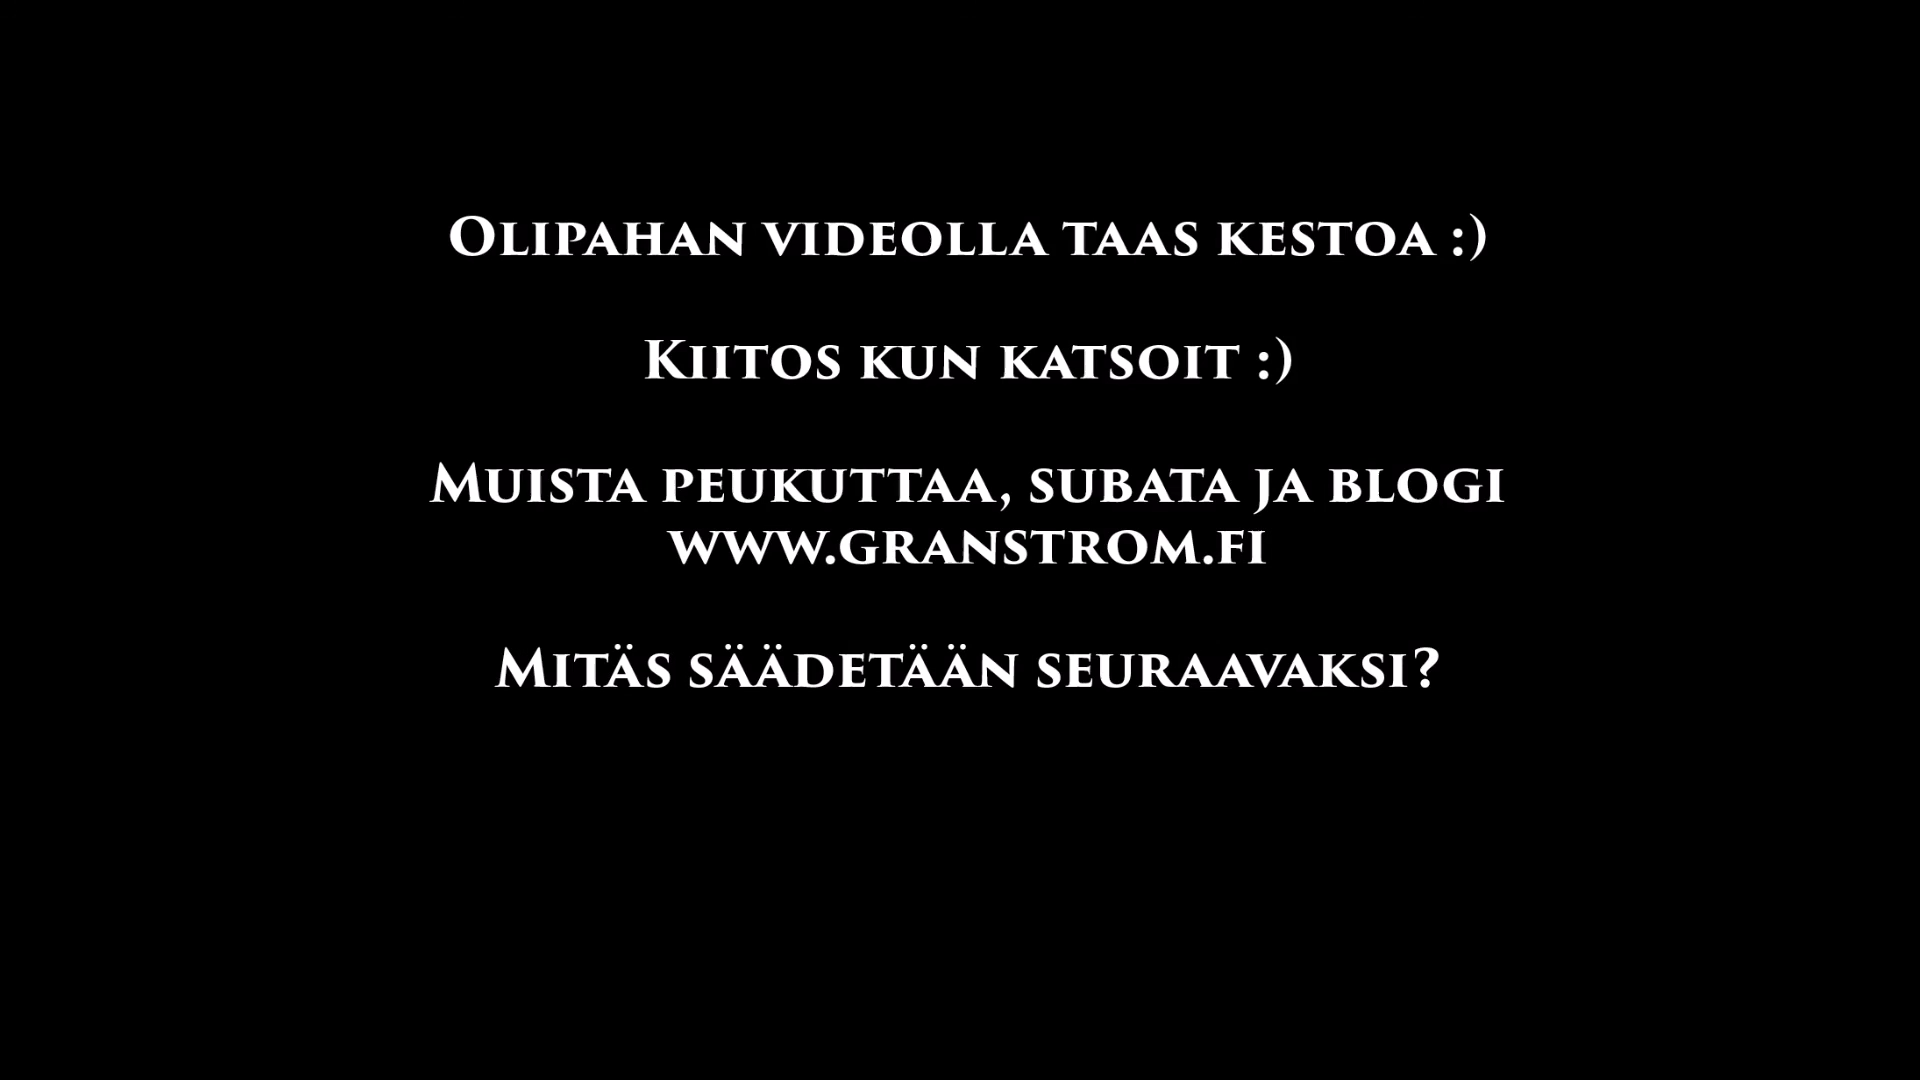 Olipahan videolla taas kestoa :)
Kiitos kun katsoit :)
Muista peukuttaa, subata ja blogi
www.granstrom.fi
Mitäs säädetään seuraavaksi?